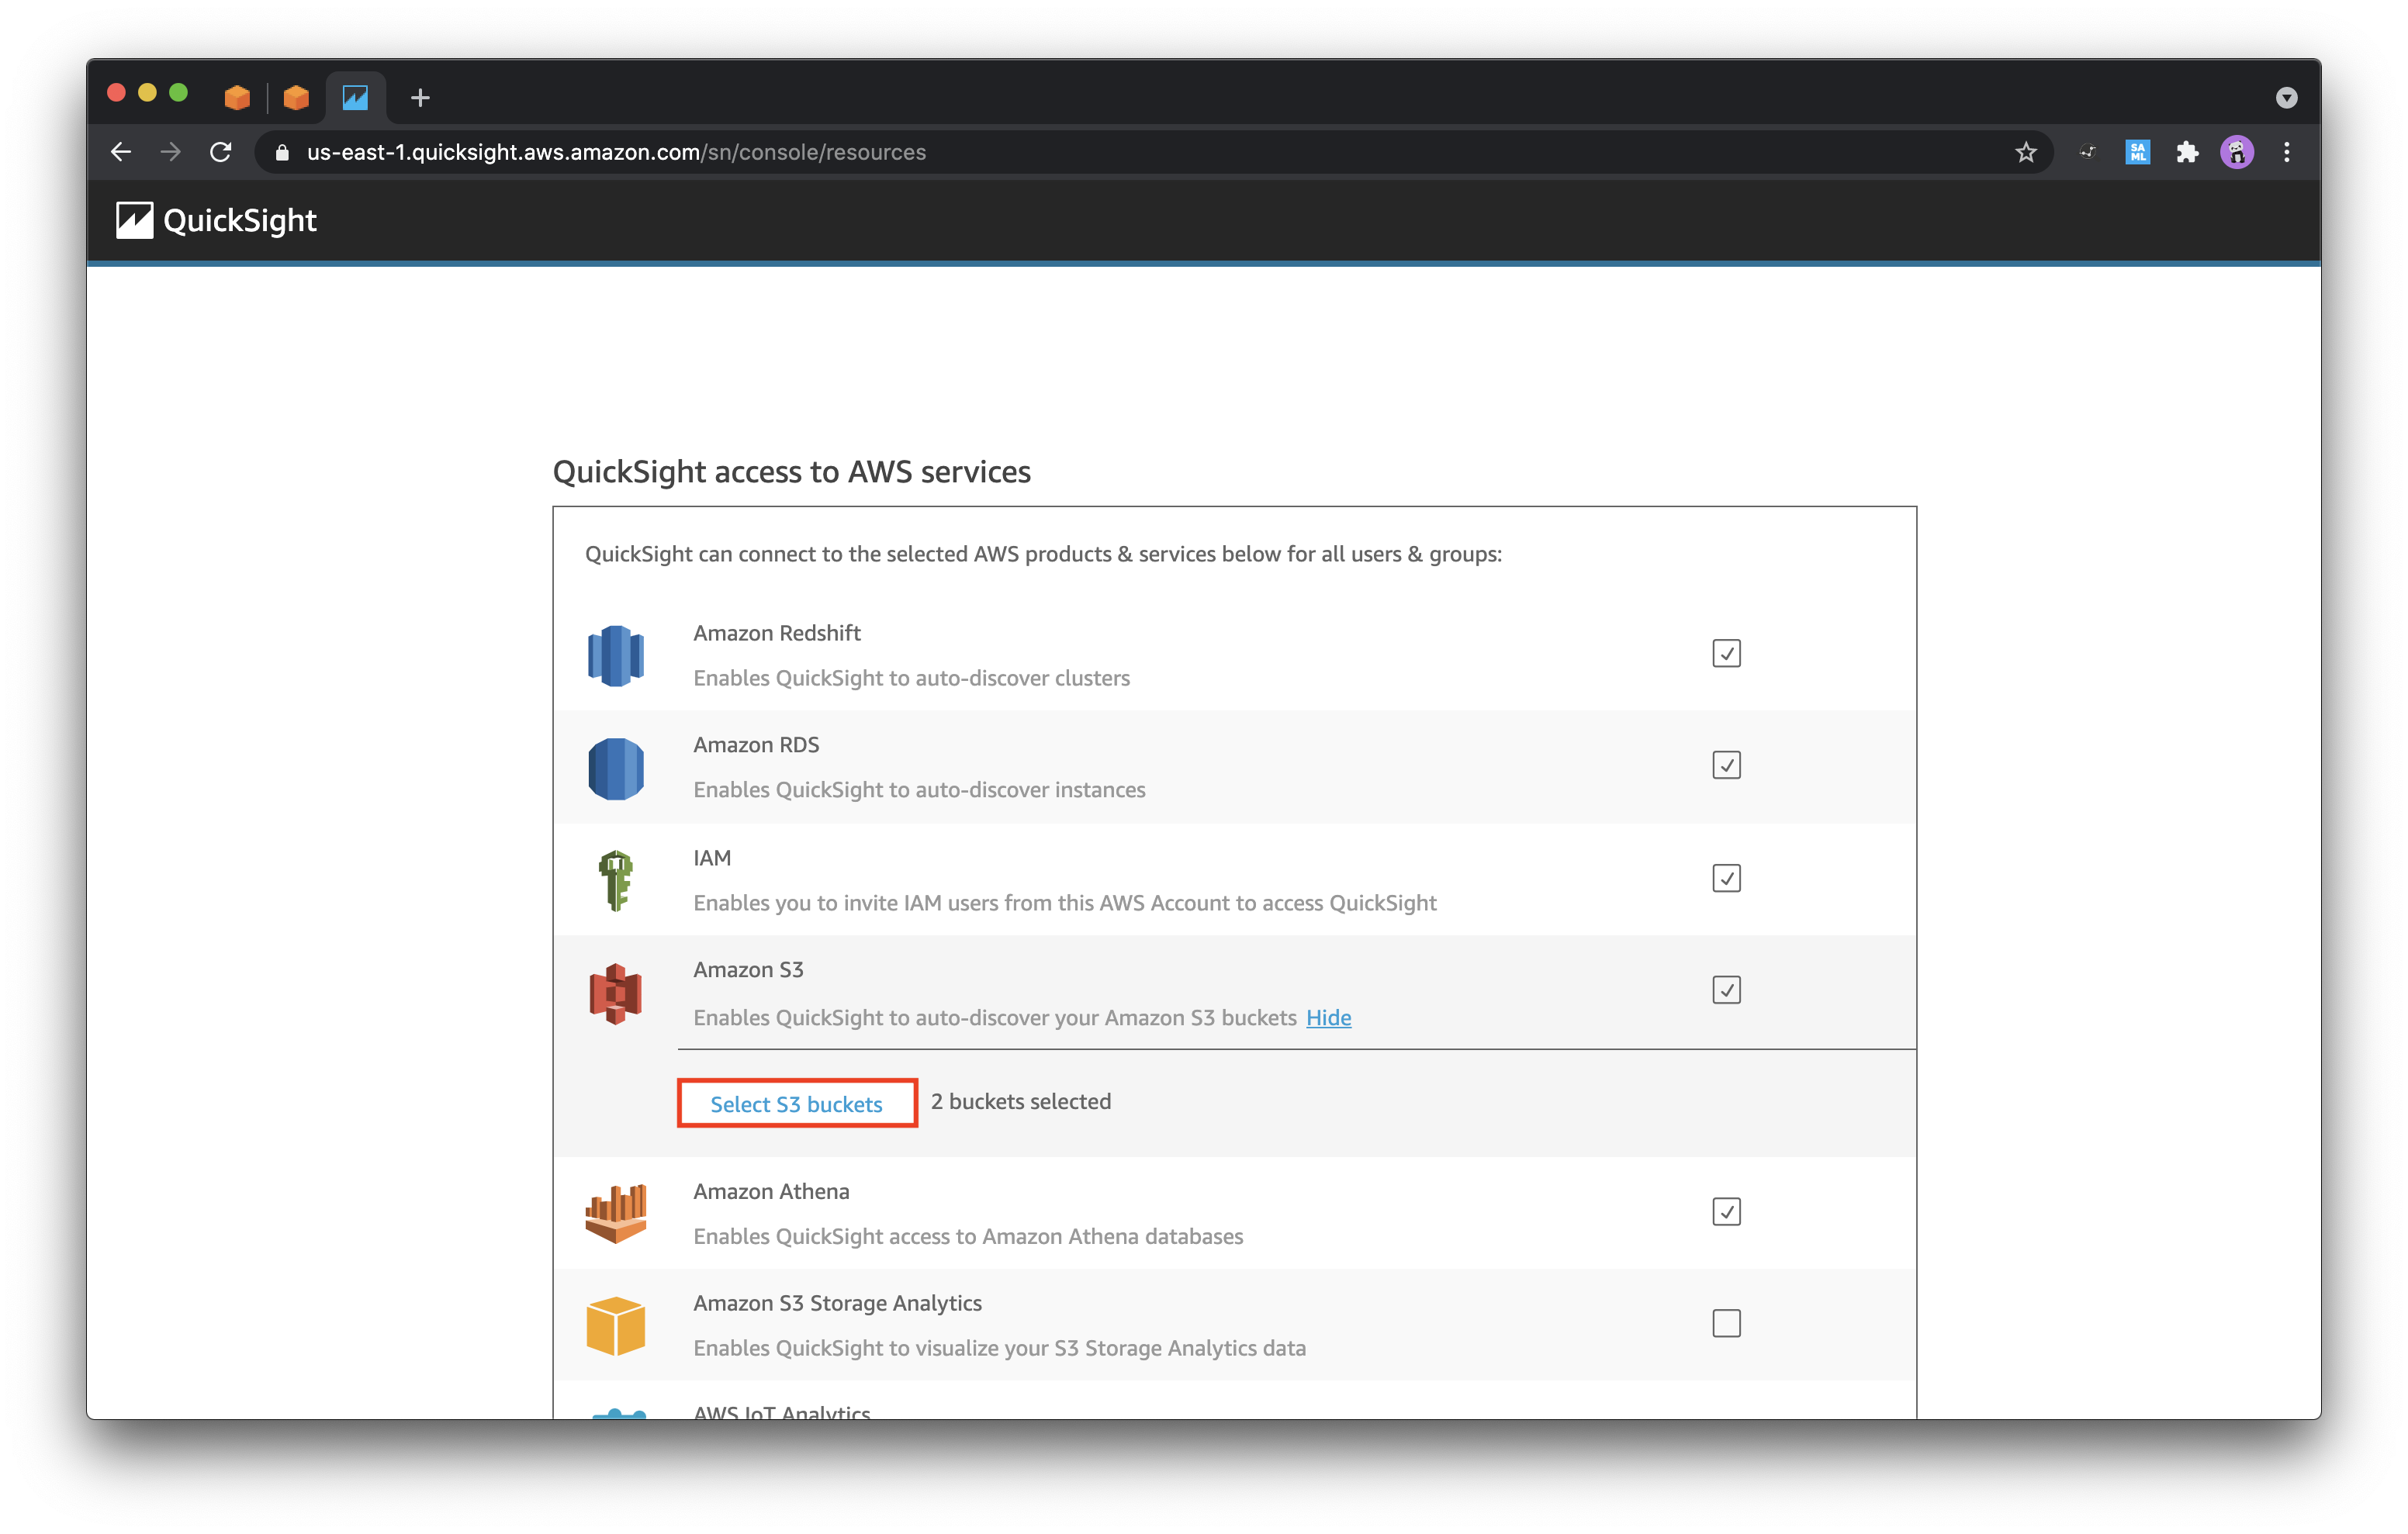 us-east-1.quicksight.aws.amazon.com/sn/console/resources
SA
ML
QuickSight
QuickSight access to AWS services
QuickSight can connect to the selected AWS products & services below for all users & groups:
Amazon Redshift
Enables QuickSight to auto-discover clusters
Amazon RDS
Enables QuickSight to auto-discover instances
IAM
Enables you to invite IAM users from this AWS Account to access QuickSight
Amazon S3
Enables QuickSight to auto-discover your Amazon S3 buckets Hide
Select S3 buckets 2 buckets selected
Amazon Athena
Enables QuickSight access to Amazon Athena databases
Amazon S3 Storage Analytics
Enables QuickSight to visualize your S3 Storage Analytics data
AWS IoT Analytics